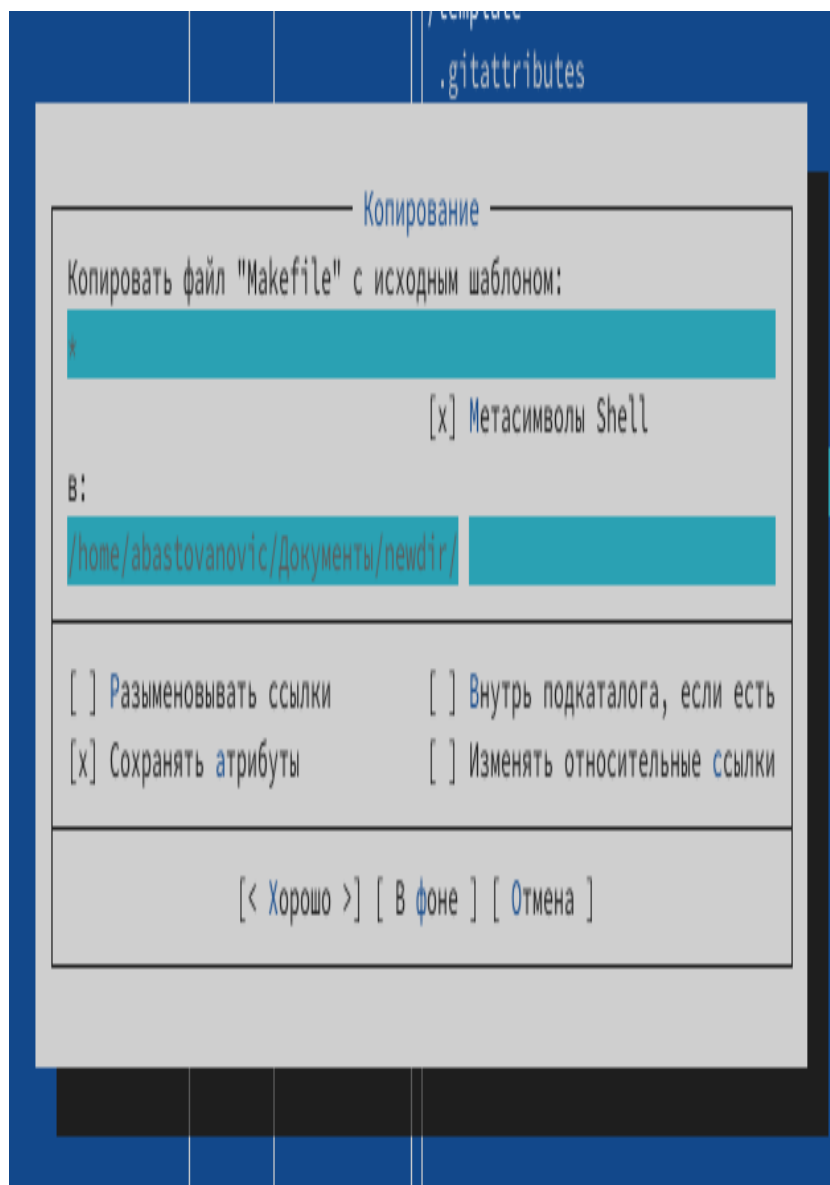 /template
.gitattributes
Копирование
Копировать файл "Makefile" с исходным шаблоном:
*
[x] Метасимволы Shell
в:
/home/abastovanovic/Документы/newdir/
[ ] Разыменовывать ссылки [ ] Внутрь подкаталога, если есть
[x] Сохранять атрибуты [ ] Изменять относительные ссылки
[< Хорошо >] [ В фоне ] [ Отмена ]